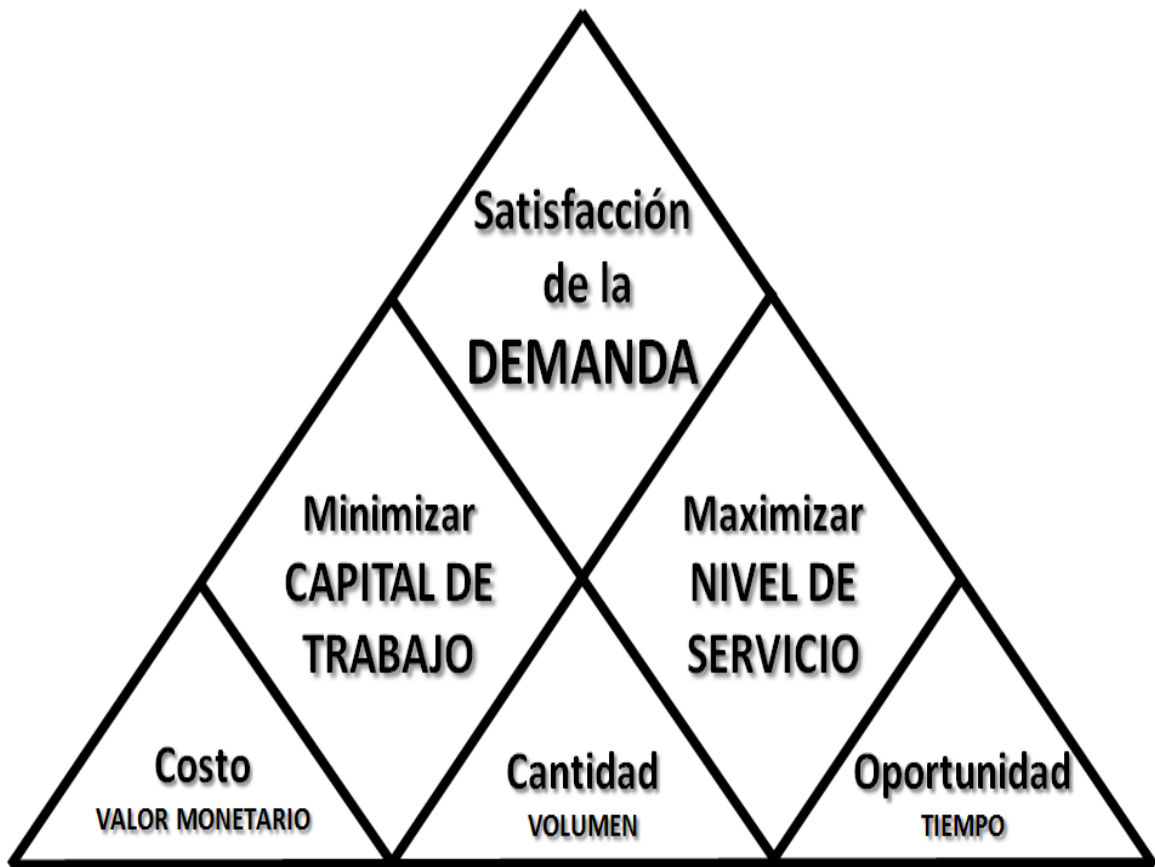 Satisfacción
de la
DEMANDA
Minimizar
CAPITAL DE
TRABAJO
Maximizar
NIVEL DE
SERVICIO
Costo
VALOR MONETARIO
Cantidad
VOLUMEN
Oportunidad
TIEMPO